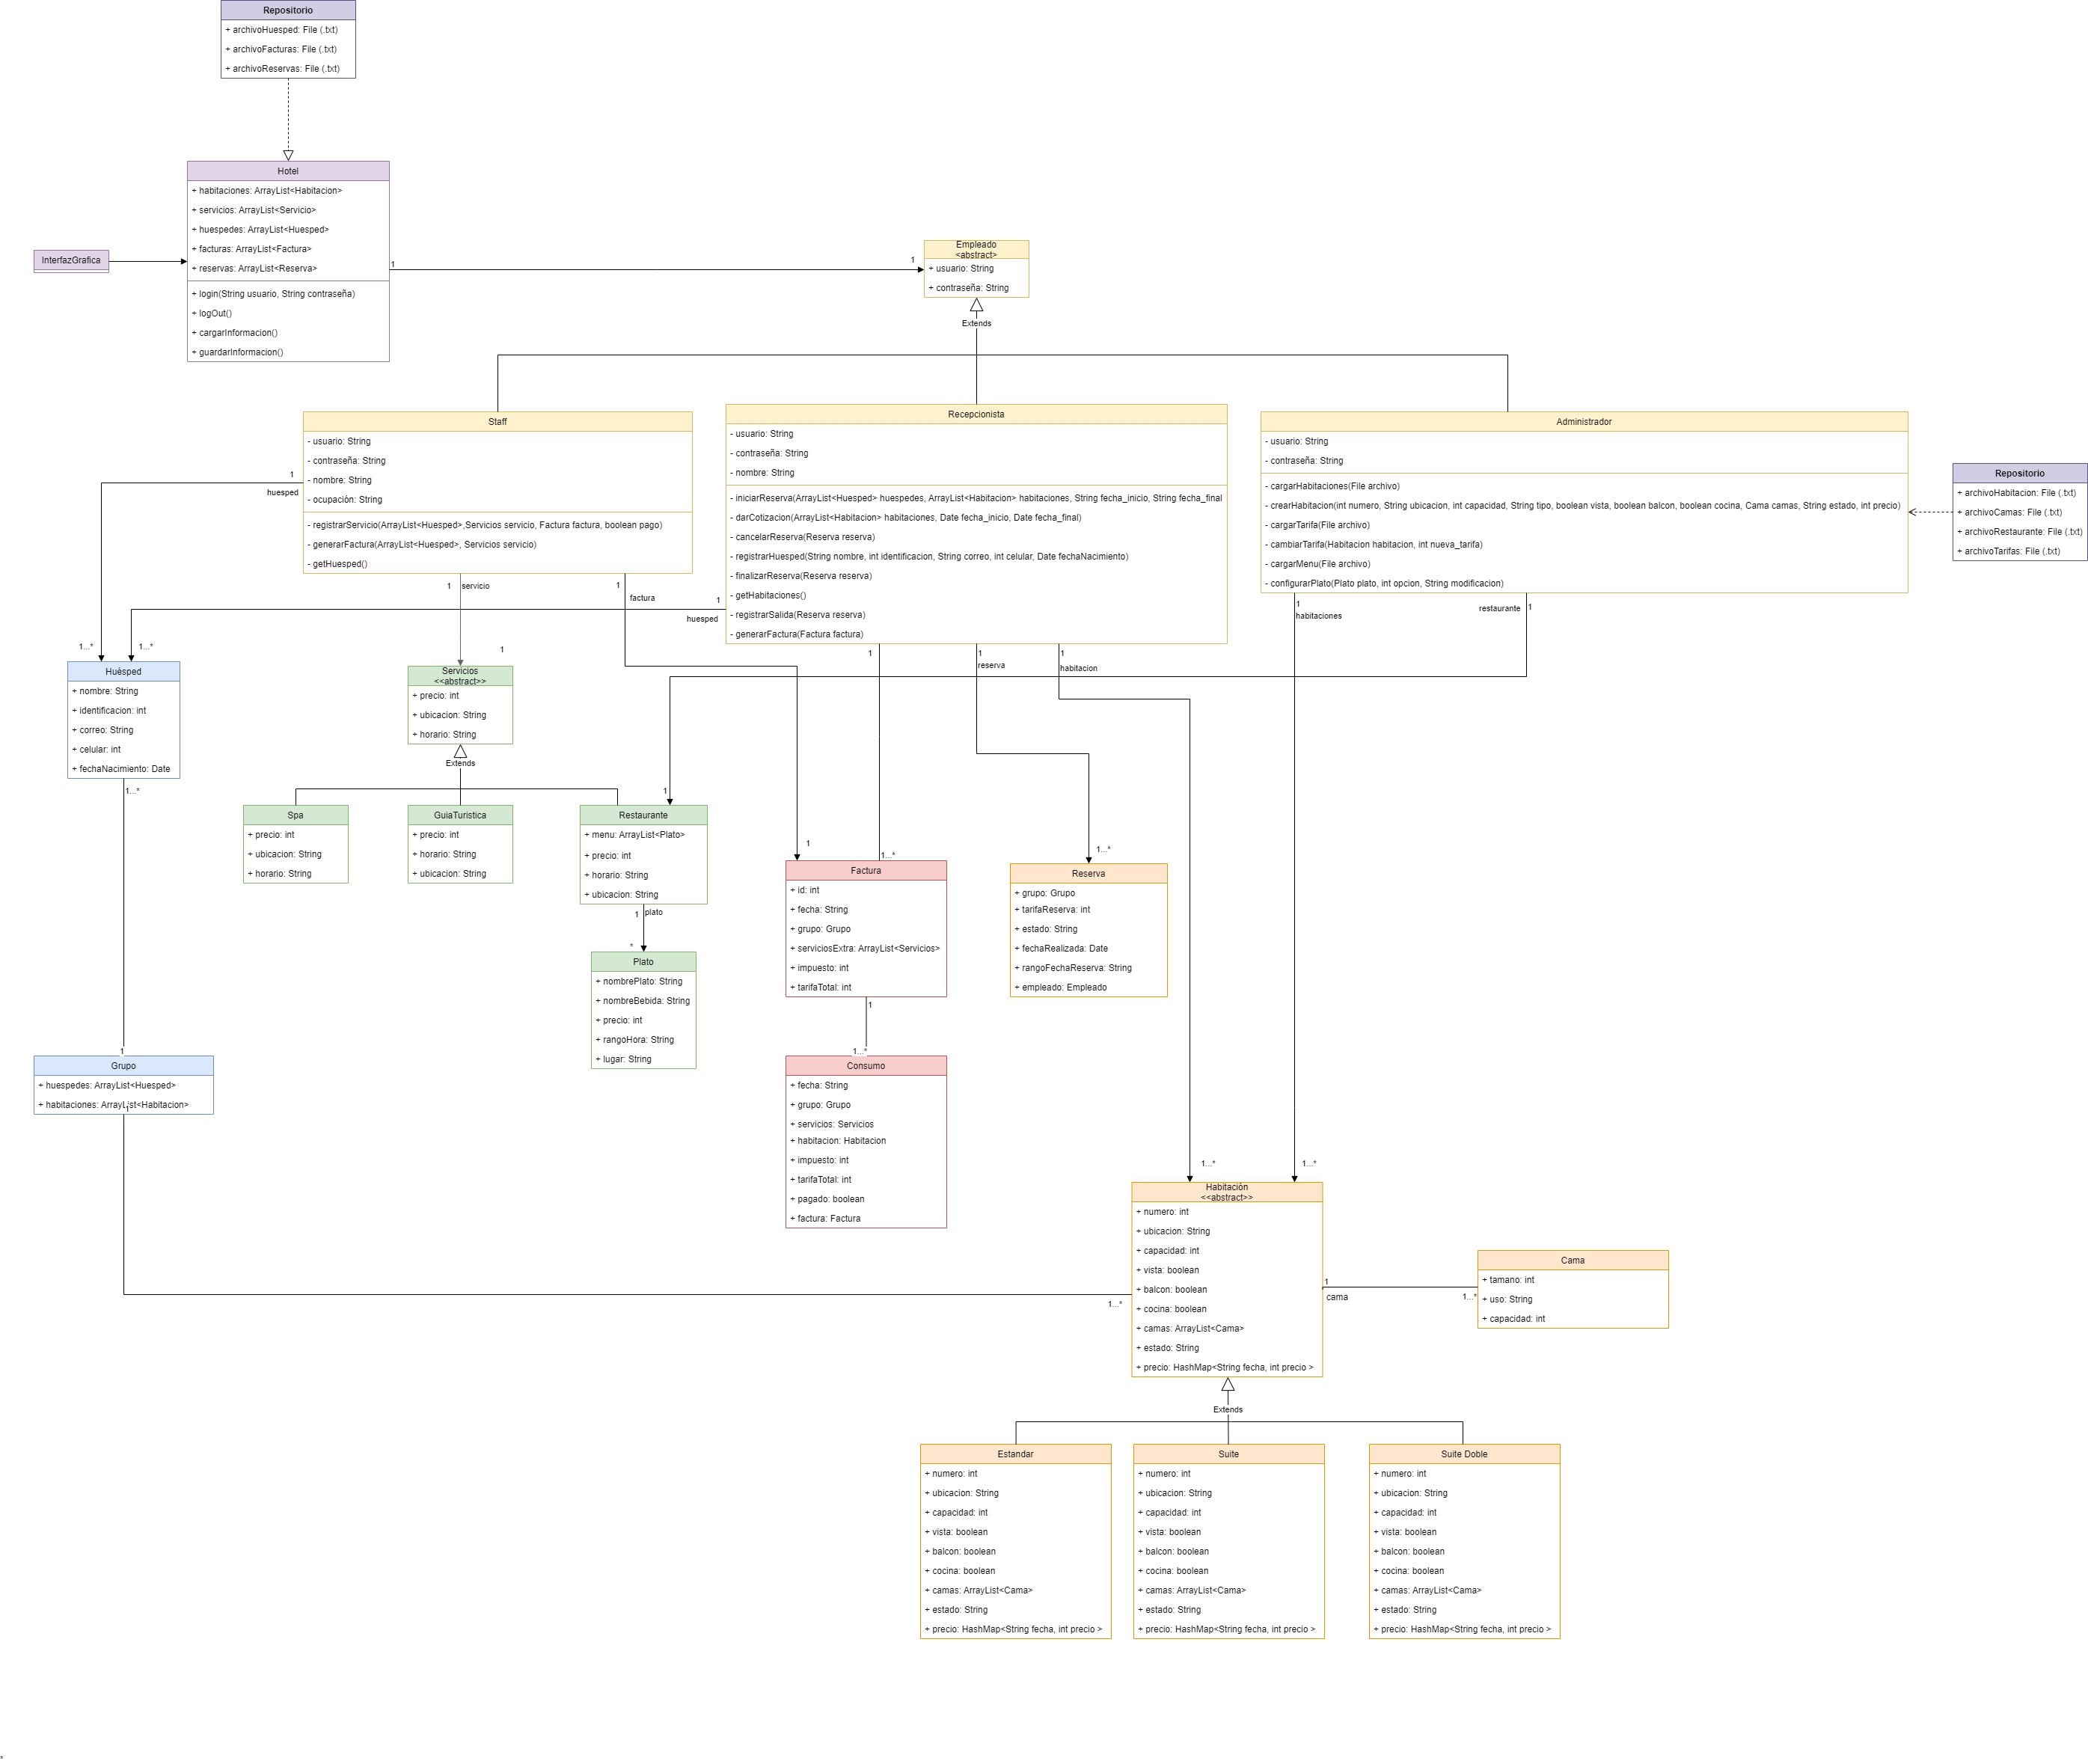 Repositorio
+ archivoHuesped: File (.txt)
+ archivoFacturas: File (.txt)
+ archivoReservas: File (.txt)
Hotel
+ habitaciones: ArrayList<Habitacion>
+ servicios: ArrayList<Servicio>
+ huespedes: ArrayList<Huesped>
+ facturas: ArrayList<Factura>
+ reservas: ArrayList<Reserva>
+ login(String usuario, String contraseña)
+ logOut()
+ cargarInformacion()
+ guardarInformacion()
InterfazGrafica
1
1
Empleado
<abstract>
+ usuario: String
+ contraseña: String
Extends
Staff
- usuario: String
- contraseña: String
- nombre: String
- ocupación: String
- registrarServicio(ArrayList<Huesped>,Servicios servicio, Factura factura, boolean pago)
- generarFactura(ArrayList<Huesped>, Servicios servicio)
- getHuesped()
Recepcionista
- usuario: String
- contraseña: String
- nombre: String
- iniciarReserva(ArrayList<Huesped> huespedes, ArrayList<Habitacion> habitaciones, String fecha_inicio, String fecha_final
- darCotizacion(ArrayList<Habitacion> habitaciones, Date fecha_inicio, Date fecha_final)
- cancelarReserva(Reserva reserva)
- registrarHuesped(String nombre, int identificacion, String correo, int celular, Date fechaNacimiento)
- finalizarReserva(Reserva reserva)
- getHabitaciones()
- registrarSalida(Reserva reserva)
- generarFactura(Factura factura)
Administrador
- usuario: String
- contraseña: String
- cargarHabitaciones(File archivo)
- crearHabitacion(int numero, String ubicacion, int capacidad, String tipo, boolean vista, boolean balcon, boolean cocina, Cama camas, String estado, int precio)
- cargarTarifa(File archivo)
- cambiarTarifa(Habitacion habitacion, int nueva_tarifa)
- cargarMenu(File archivo)
- configurarPlato(Plato plato, int opcion, String modificacion)
Repositorio
+ archivoHabitacion: File (.txt)
+ archivoCamas: File (.txt)
+ archivoRestaurante: File (.txt)
+ archivoTarifas: File (.txt)
1
huesped
1
servicio
1
factura
1
huesped
1
habitaciones
restaurante
1
1...*
1...*
1
1
1
reserva
1
habitacion
Huésped
+ nombre: String
+ identificacion: int
+ correo: String
+ celular: int
+ fechaNacimiento: Date
1...*
Servicios
<<abstract>>
+ precio: int
+ ubicacion: String
+ horario: String
Extends
Spa
+ precio: int
+ ubicacion: String
+ horario: String
GuiaTuristica
+ precio: int
+ horario: String
+ ubicacion: String
1
Restaurante
+ menu: ArrayList<Plato>
+ precio: int
+ horario: String
+ ubicacion: String
1
plato
*
Plato
+ nombrePlato: String
+ nombreBebida: String
+ precio: int
+ rangoHora: String
+ lugar: String
1
1...*
Factura
+ id: int
+ fecha: String
+ grupo: Grupo
+ serviciosExtra: ArrayList<Servicios>
+ impuesto: int
+ tarifaTotal: int
1
1...*
1...*
Reserva
+ grupo: Grupo
+ tarifaReserva: int
+ estado: String
+ fechaRealizada: Date
+ rangoFechaReserva: String
+ empleado: Empleado
1
Grupo
+ huespedes: ArrayList<Huesped>
+ habitaciones: ArrayList<Habitacion>
1
Consumo
+ fecha: String
+ grupo: Grupo
+ servicios: Servicios
+ habitacion: Habitacion
+ impuesto: int
+ tarifaTotal: int
+ pagado: boolean
+ factura: Factura
1...*
1...*
1...*
Habitación
<<abstract>>
+ numero: int
+ ubicacion: String
+ capacidad: int
+ vista: boolean
+ balcon: boolean
+ cocina: boolean
+ camas: ArrayList<Cama>
+ estado: String
+ precio: HashMap<String fecha, int precio >
1
cama
1...*
Cama
+ tamano: int
+ uso: String
+ capacidad: int
Extends
Estandar
+ numero: int
+ ubicacion: String
+ capacidad: int
+ vista: boolean
+ balcon: boolean
+ cocina: boolean
+ camas: ArrayList<Cama>
+ estado: String
+ precio: HashMap<String fecha, int precio >
Suite
+ numero: int
+ ubicacion: String
+ capacidad: int
+ vista: boolean
+ balcon: boolean
+ cocina: boolean
+ camas: ArrayList<Cama>
+ estado: String
+ precio: HashMap<String fecha, int precio >
Suite Doble
+ numero: int
+ ubicacion: String
+ capacidad: int
+ vista: boolean
+ balcon: boolean
+ cocina: boolean
+ camas: ArrayList<Cama>
+ estado: String
+ precio: HashMap<String fecha, int precio >
*